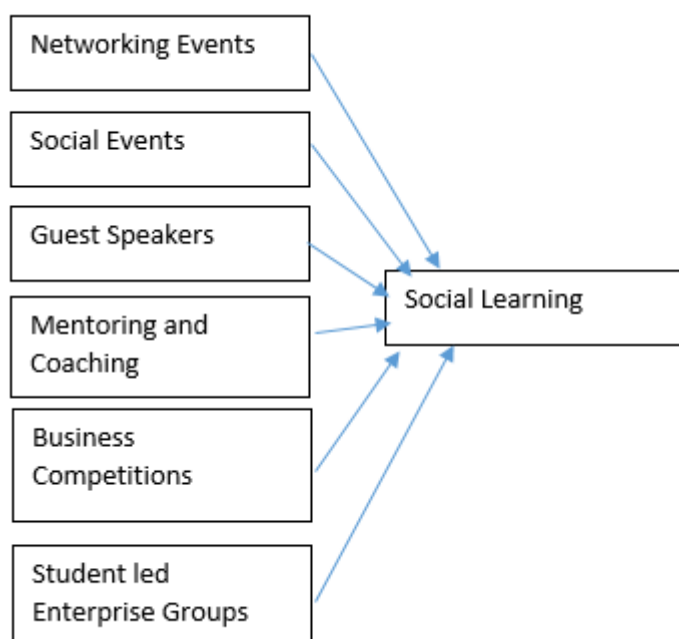 Networking Events
Social Events
Guest Speakers
Social Learning
Mentoring and
Coaching
Business
Competitions
Student led
Enterprise Groups